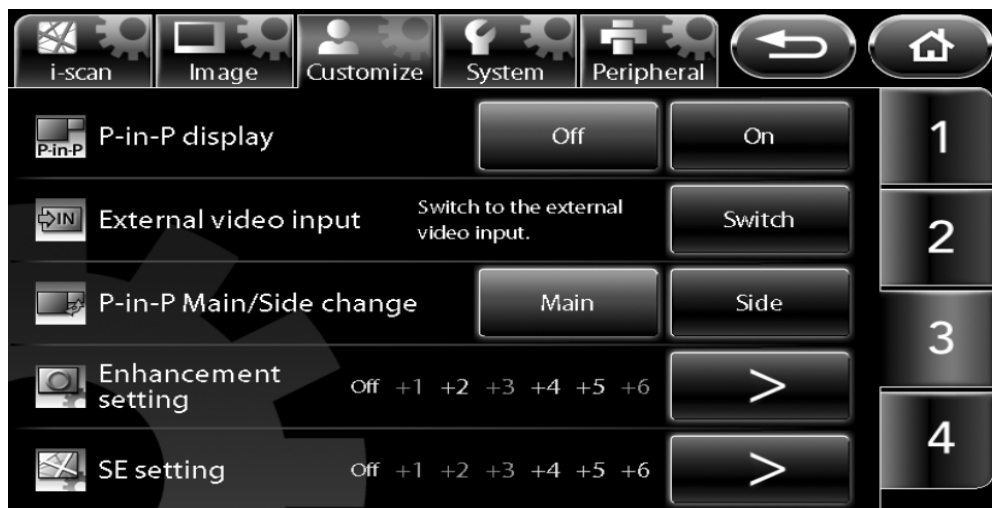 i-scan Image Customize System Peripheral
P-in-P
P-in-P display Off On 1
IN
External video input Switch to the external video input. Switch 2
P-in-P Main/Side change Main Side 3
Enhancement setting Off +1 +2 +3 +4 +5 +6 > 4
SE setting Off +1 +2 +3 +4 +5 +6 >